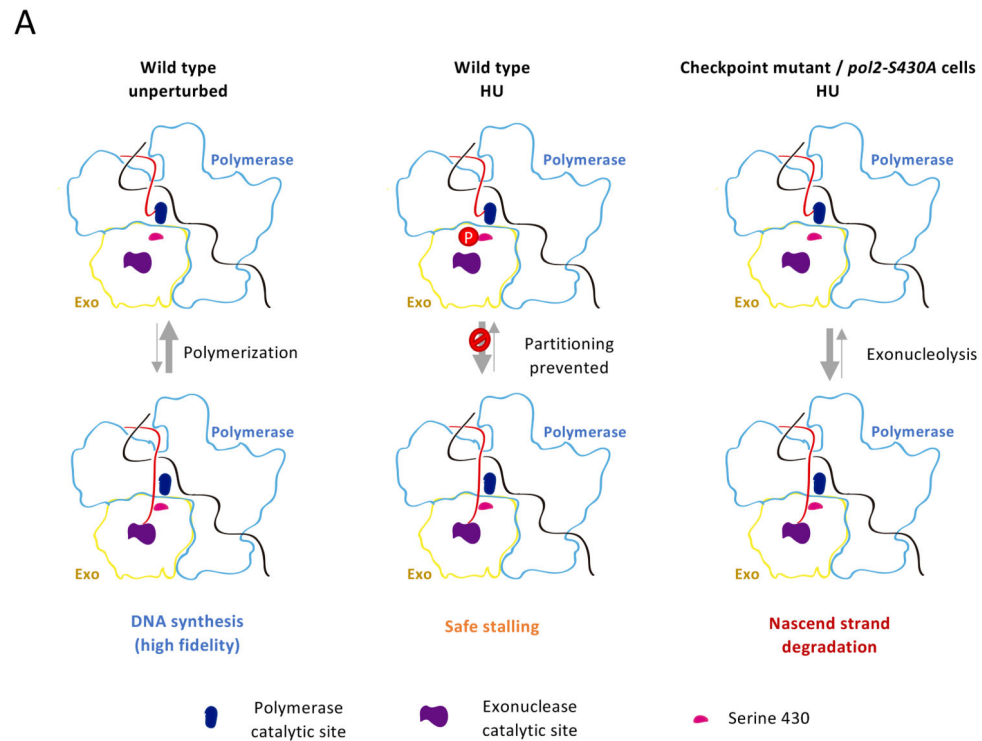 A
Wild type
unperturbed
Wild type
HU
Checkpoint mutant / pol2-S430A cells
HU
Polymerase
Exo
Polymerase
P
Exo
Polymerase
Exo
Polymerization
Partitioning
prevented
Exonucleolysis
Polymerase
Exo
Polymerase
Exo
Polymerase
Exo
DNA synthesis
(high fidelity)
Safe stalling
Nascend strand
degradation
Polymerase
catalytic site
Exonuclease
catalytic site
Serine 430